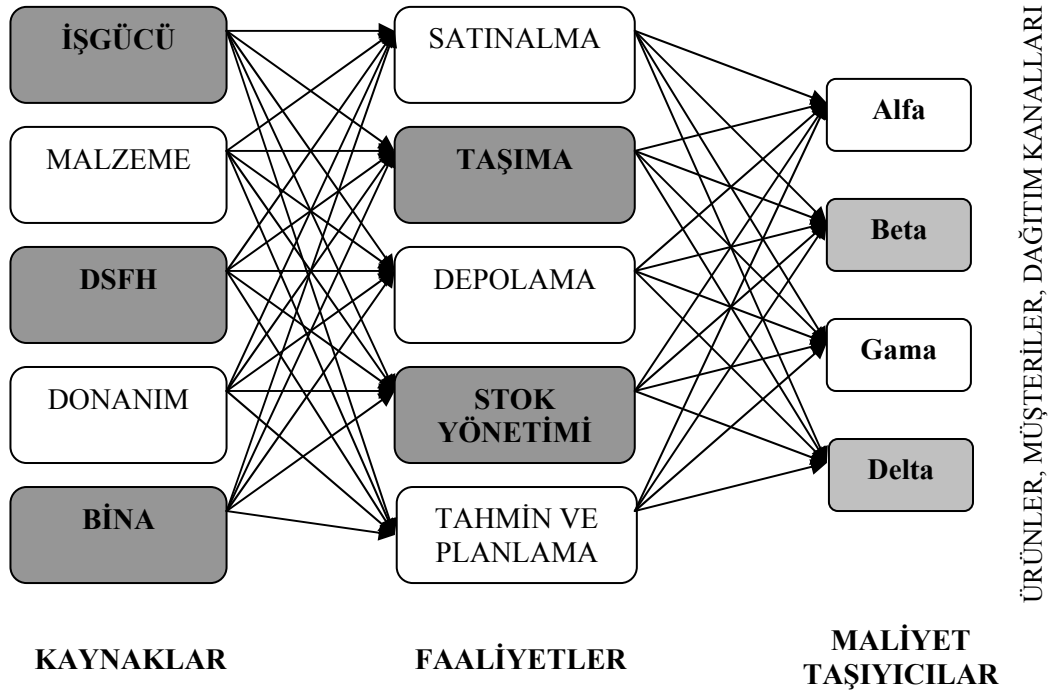 İŞGÜCÜ
MALZEME
DSFH
DONANIM
BİNA
KAYNAKLAR
SATINALMA
TAŞIMA
DEPOLAMA
STOK
YÖNETİMİ
TAHMİN VE
PLANLAMA
FAALİYETLER
Alfa
Beta
Gama
Delta
MALİYET
TAŞIYICILAR
ÜRÜNLER, MÜŞTERİLER, DAĞITIM KANALLARI